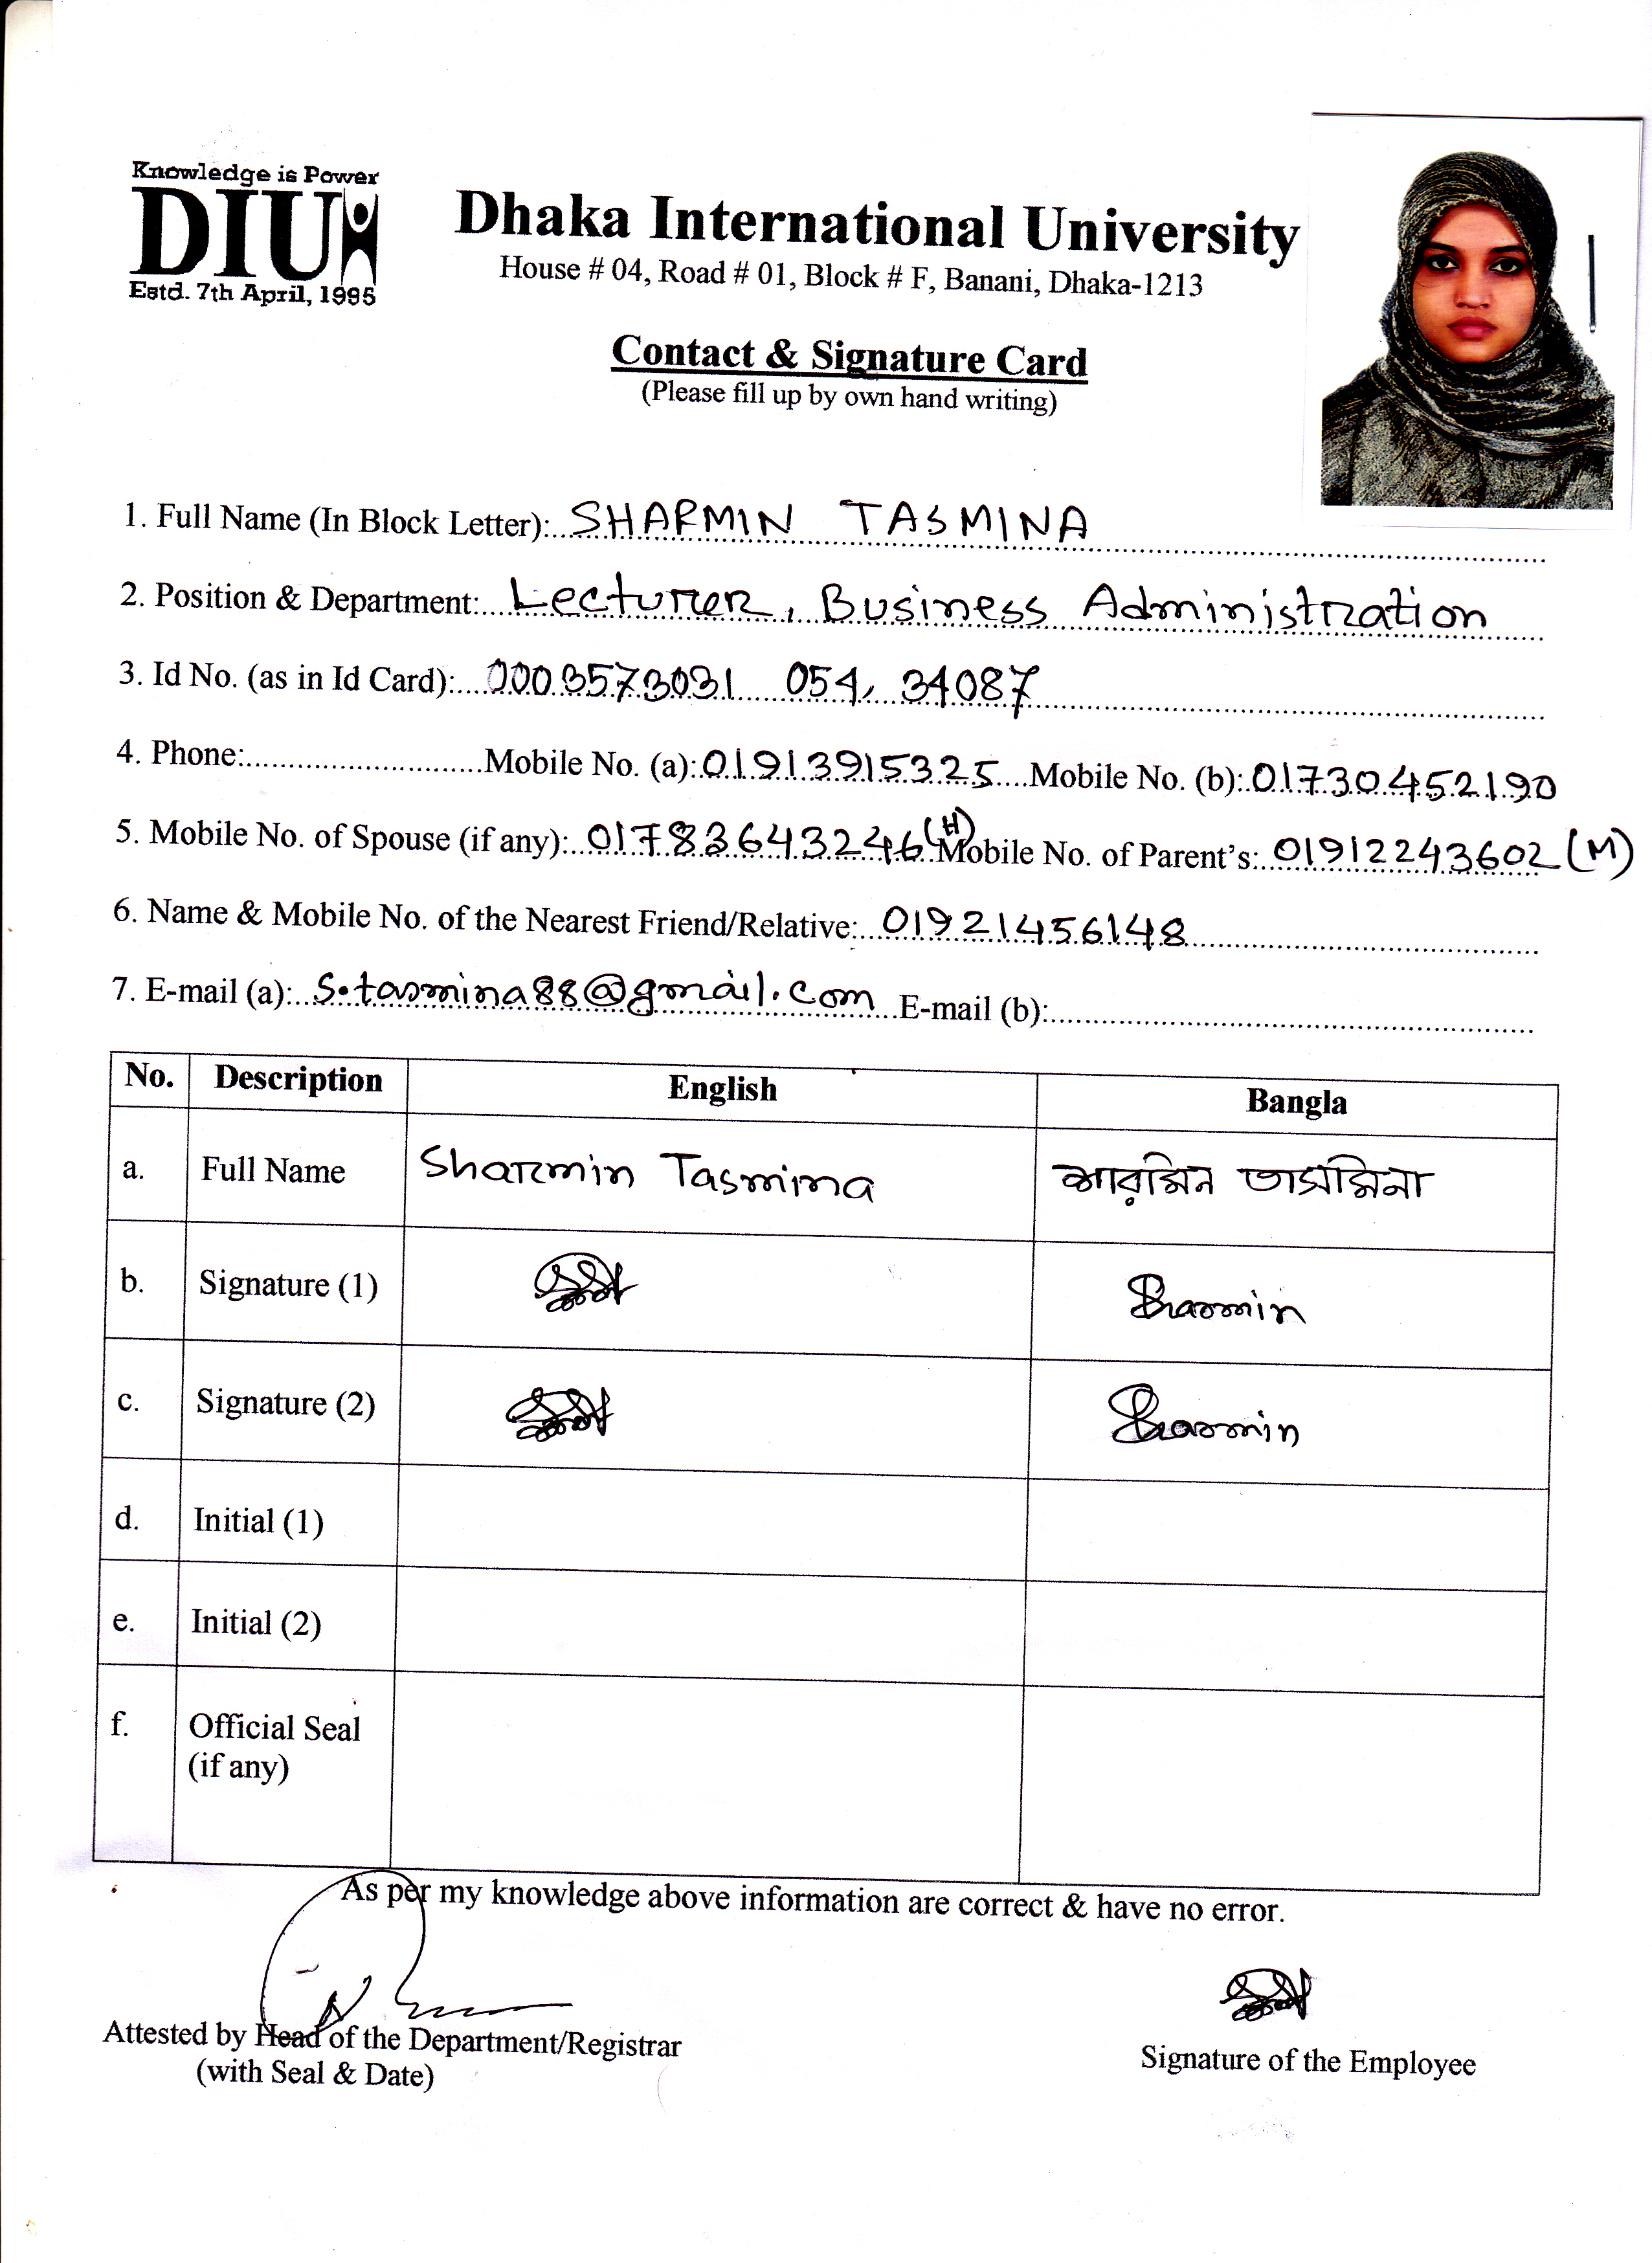 Knowledge is Power
DIU
Estd. 7th April, 1995
Dhaka International University
House # 04, Road # 01, Block # F, Banani, Dhaka-1213
Contact & Signature Card
(Please fill up by own hand writing)
1. Full Name (In Block Letter): SHARMIN TASMINA
2. Position & Department: Lecturer, Business Administration
3. Id No. (as in Id Card): 0003573031 054, 34087
4. Phone: Mobile No. (a): 01913915325 Mobile No. (b): 01730452190
5. Mobile No. of Spouse (if any): 01783643246 (H) Mobile No. of Parent's: 01912243602 (M)
6. Name & Mobile No. of the Nearest Friend/Relative: 01921456148
7. E-mail (a): s.tasmina88@gmail.com E-mail (b):
No. Description English Bangla
a. Full Name Sharmin Tasmina শারমিন তাসমিনা
b. Signature (1) Sharmin
c. Signature (2) Sharmin
d. Initial (1)
e. Initial (2)
f. Official Seal
(if any)
As per my knowledge above information are correct & have no error.
Attested by Head of the Department/Registrar
(with Seal & Date)
Signature of the Employee